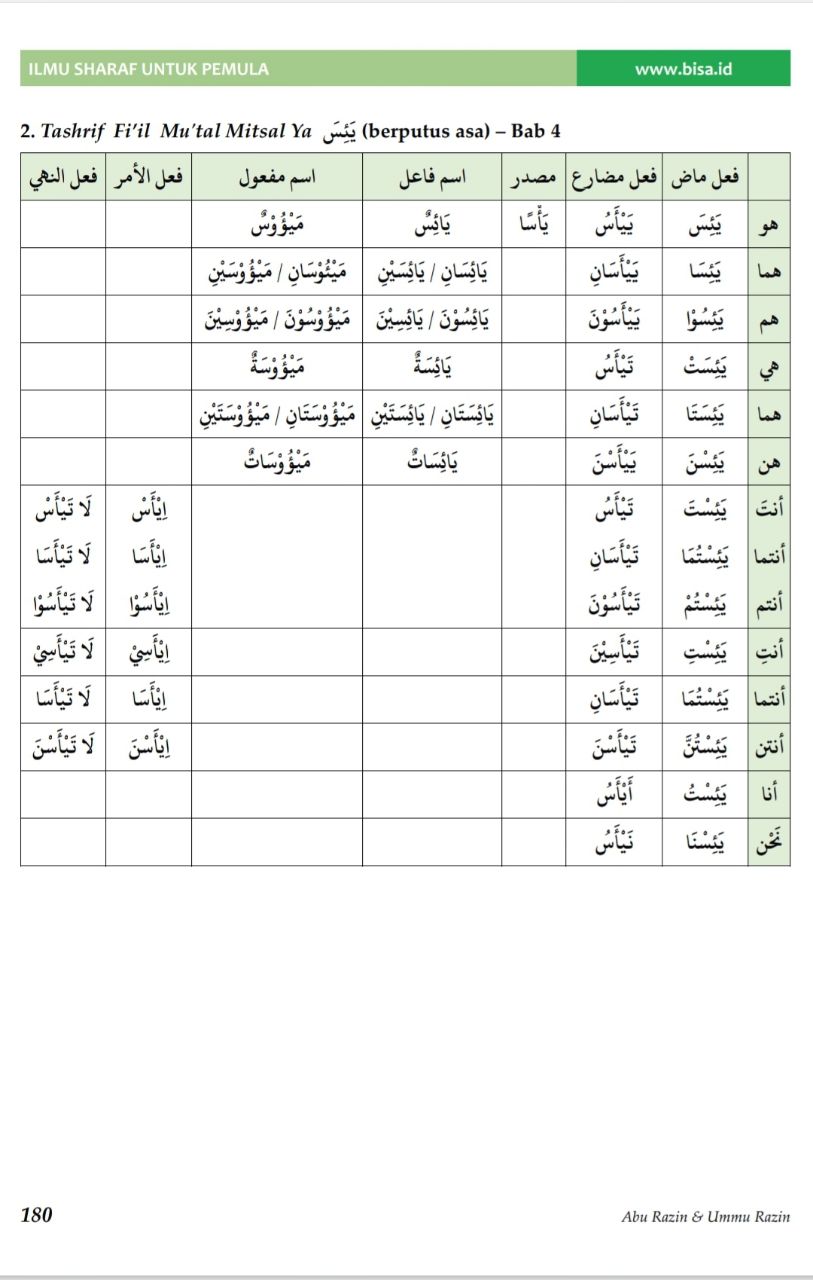 ILMU SHARAF UNTUK PEMULA www.bisa.id
2. Tashrif Fi’il Mu’tal Mitsal Ya يَئِسَ (berputus asa) – Bab 4
فعل ماض فعل مضارع مصدر اسم فاعل اسم مفعول فعل الأمر فعل النهي
هو يَئِسَ يَيْأَسُ يَأْسًا يَائِسٌ مَيْؤُوْسٌ
هما يَئِسَا يَيْأَسَانِ يَائِسَانِ / يَائِسَيْنِ مَيْئُوْسَانِ / مَيْؤُوْسَيْنِ
هم يَئِسُوْا يَيْأَسُوْنَ يَائِسُوْنَ / يَائِسِيْنَ مَيْؤُوْسُوْنَ / مَيْؤُوْسِيْنَ
هي يَئِسَتْ تَيْأَسُ يَائِسَةٌ مَيْؤُوْسَةٌ
هما يَئِسَتَا تَيْأَسَانِ يَائِسَتَانِ / يَائِسَتَيْنِ مَيْؤُوْسَتَانِ / مَيْؤُوْسَتَيْنِ
هن يَئِسْنَ يَيْأَسْنَ يَائِسَاتٌ مَيْؤُوْسَاتٌ
أنتَ يَئِسْتَ تَيْأَسُ اِيْأَسْ لَا تَيْأَسْ
أنتما يَئِسْتُمَا تَيْأَسَانِ اِيْأَسَا لَا تَيْأَسَا
أنتم يَئِسْتُمْ تَيْأَسُوْنَ اِيْأَسُوْا لَا تَيْأَسُوْا
أنتِ يَئِسْتِ تَيْأَسِيْنَ اِيْأَسِيْ لَا تَيْأَسِيْ
أنتما يَئِسْتُمَا تَيْأَسَانِ اِيْأَسَا لَا تَيْأَسَا
أنتن يَئِسْتُنَّ تَيْأَسْنَ اِيْأَسْنَ لَا تَيْأَسْنَ
أنا يَئِسْتُ أَيْأَسُ
نَحْن يَئِسْنَا نَيْأَسُ
180 Abu Razin & Ummu Razin